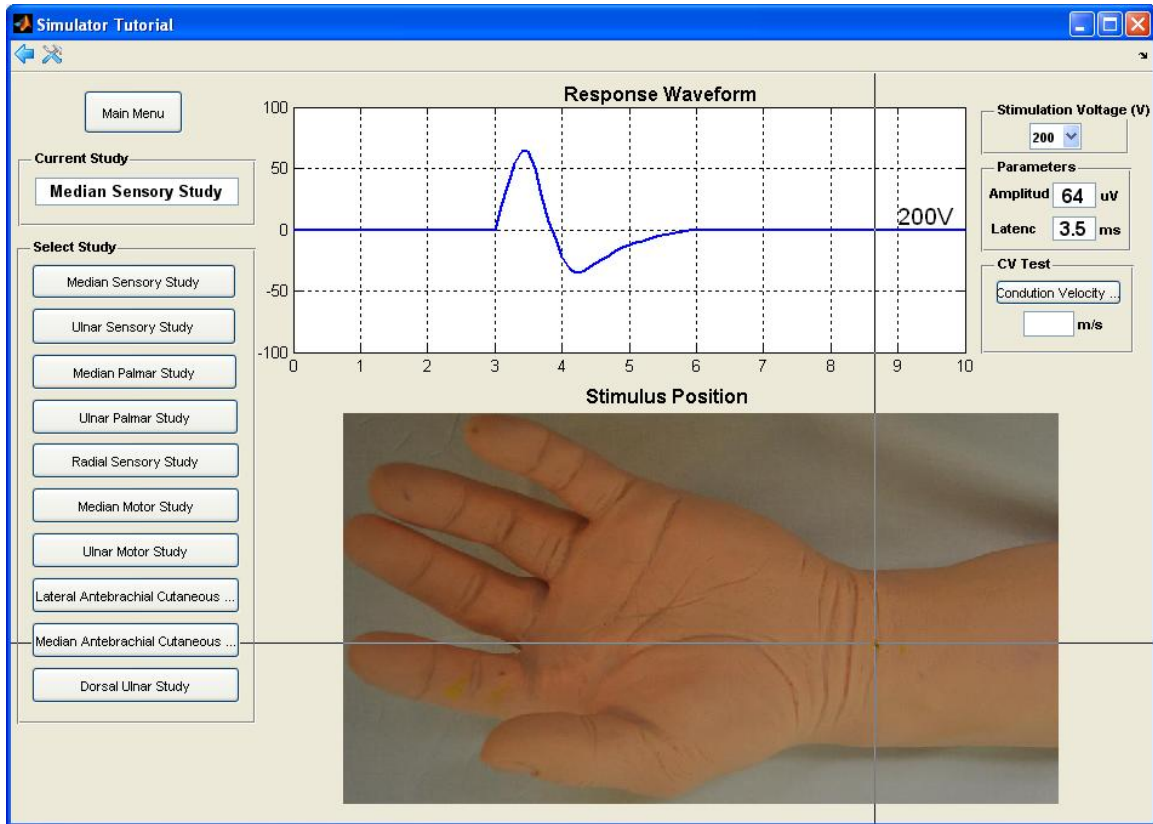 Simulator Tutorial
Main Menu
Current Study
Median Sensory Study
Select Study
Median Sensory Study
Ulnar Sensory Study
Median Palmar Study
Ulnar Palmar Study
Radial Sensory Study
Median Motor Study
Ulnar Motor Study
Lateral Antebrachial Cutaneous ...
Median Antebrachial Cutaneous ...
Dorsal Ulnar Study
Response Waveform
100
50
0
-50
-100
200V
0 1 2 3 4 5 6 7 8 9 10
Stimulus Position
Stimulation Voltage (V)
200
Parameters
Amplitud 64 uV
Latenc 3.5 ms
CV Test
Condution Velocity ...
m/s